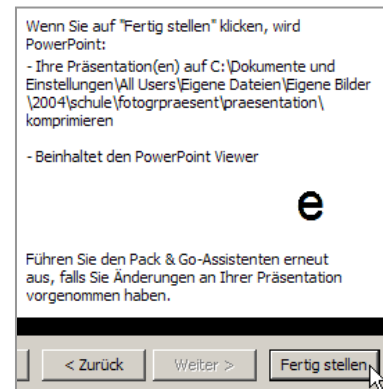 Wenn Sie auf "Fertig stellen" klicken, wird
PowerPoint:
- Ihre Präsentation(en) auf C:\Dokumente und
Einstellungen\All Users\Eigene Dateien\Eigene Bilder
\2004\schule\fotogrpraesent\praesentation\
komprimieren
- Beinhaltet den PowerPoint Viewer
e
Führen Sie den Pack & Go-Assistenten erneut
aus, falls Sie Änderungen an Ihrer Präsentation
vorgenommen haben.
< Zurück Weiter > Fertig stellen